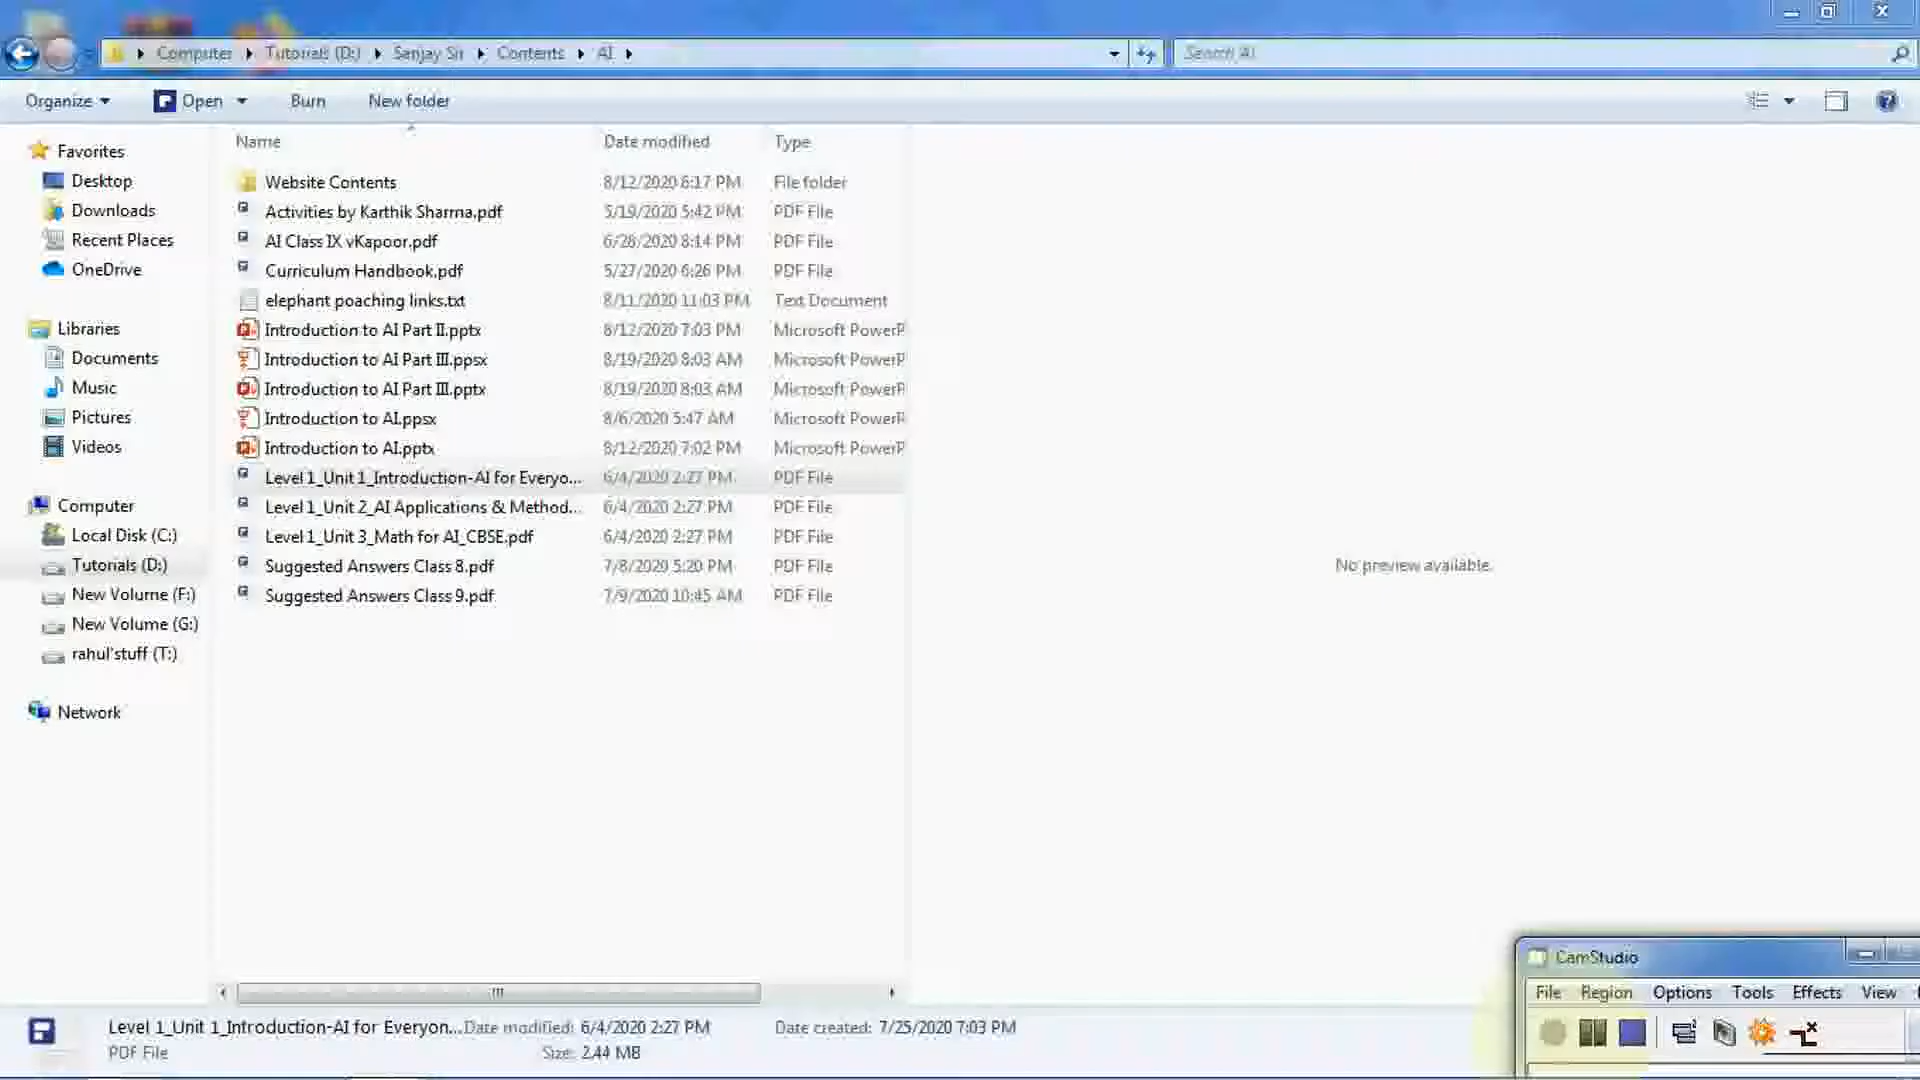 Computer Tutorials (D:) Sanjay Sir Contents AI
Search AI
Organize Open Burn New folder
Name Date modified Type
Favorites
Desktop
Downloads
Recent Places
OneDrive
Libraries
Documents
Music
Pictures
Videos
Computer
Local Disk (C:)
Tutorials (D:)
New Volume (F:)
New Volume (G:)
rahul'stuff (T:)
Network
Website Contents 8/12/2020 6:17 PM File folder
Activities by Karthik Sharma.pdf 5/19/2020 5:42 PM PDF File
AI Class IX vKapoor.pdf 6/28/2020 8:14 PM PDF File
Curriculum Handbook.pdf 5/27/2020 6:26 PM PDF File
elephant poaching links.txt 8/11/2020 11:03 PM Text Document
Introduction to AI Part II.pptx 8/12/2020 7:03 PM Microsoft PowerP
Introduction to AI Part III.ppsx 8/19/2020 8:03 AM Microsoft PowerP
Introduction to AI Part III.pptx 8/19/2020 8:03 AM Microsoft PowerP
Introduction to AI.ppsx 8/6/2020 5:47 AM Microsoft PowerP
Introduction to AI.pptx 8/12/2020 7:02 PM Microsoft PowerP
Level 1_Unit 1_Introduction-AI for Everyo... 6/4/2020 2:27 PM PDF File
Level 1_Unit 2_AI Applications & Method... 6/4/2020 2:27 PM PDF File
Level 1_Unit 3_Math for AI_CBSE.pdf 6/4/2020 2:27 PM PDF File
Suggested Answers Class 8.pdf 7/8/2020 5:20 PM PDF File
Suggested Answers Class 9.pdf 7/9/2020 10:45 AM PDF File
No preview available.
CamStudio
File Region Options Tools Effects View
Level 1_Unit 1_Introduction-AI for Everyon... Date modified: 6/4/2020 2:27 PM Date created: 7/25/2020 7:03 PM
PDF File Size: 2.44 MB